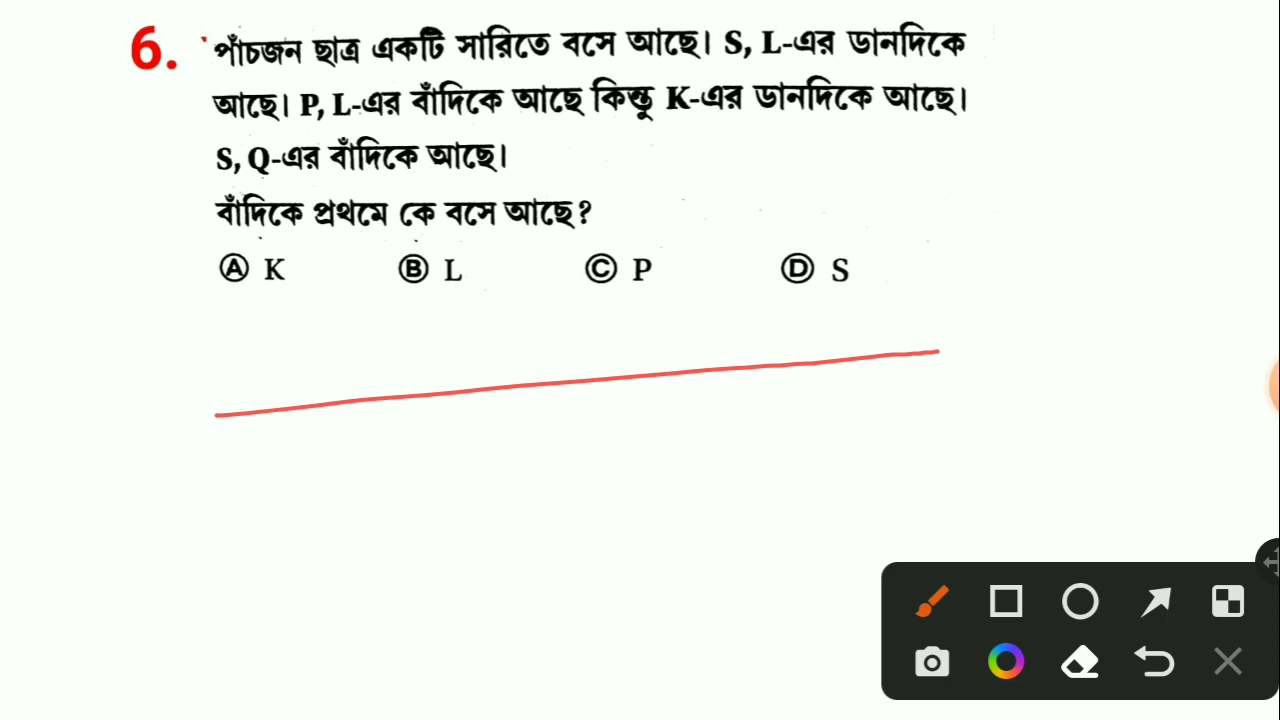 6. পাঁচজন ছাত্র একটি সারিতে বসে আছে। S, L-এর ডানদিকে
আছে। P, L-এর বাঁদিকে আছে কিন্তু K-এর ডানদিকে আছে।
S, Q-এর বাঁদিকে আছে।
বাঁদিকে প্রথমে কে বসে আছে?
Ⓐ K Ⓑ L Ⓒ P Ⓓ S